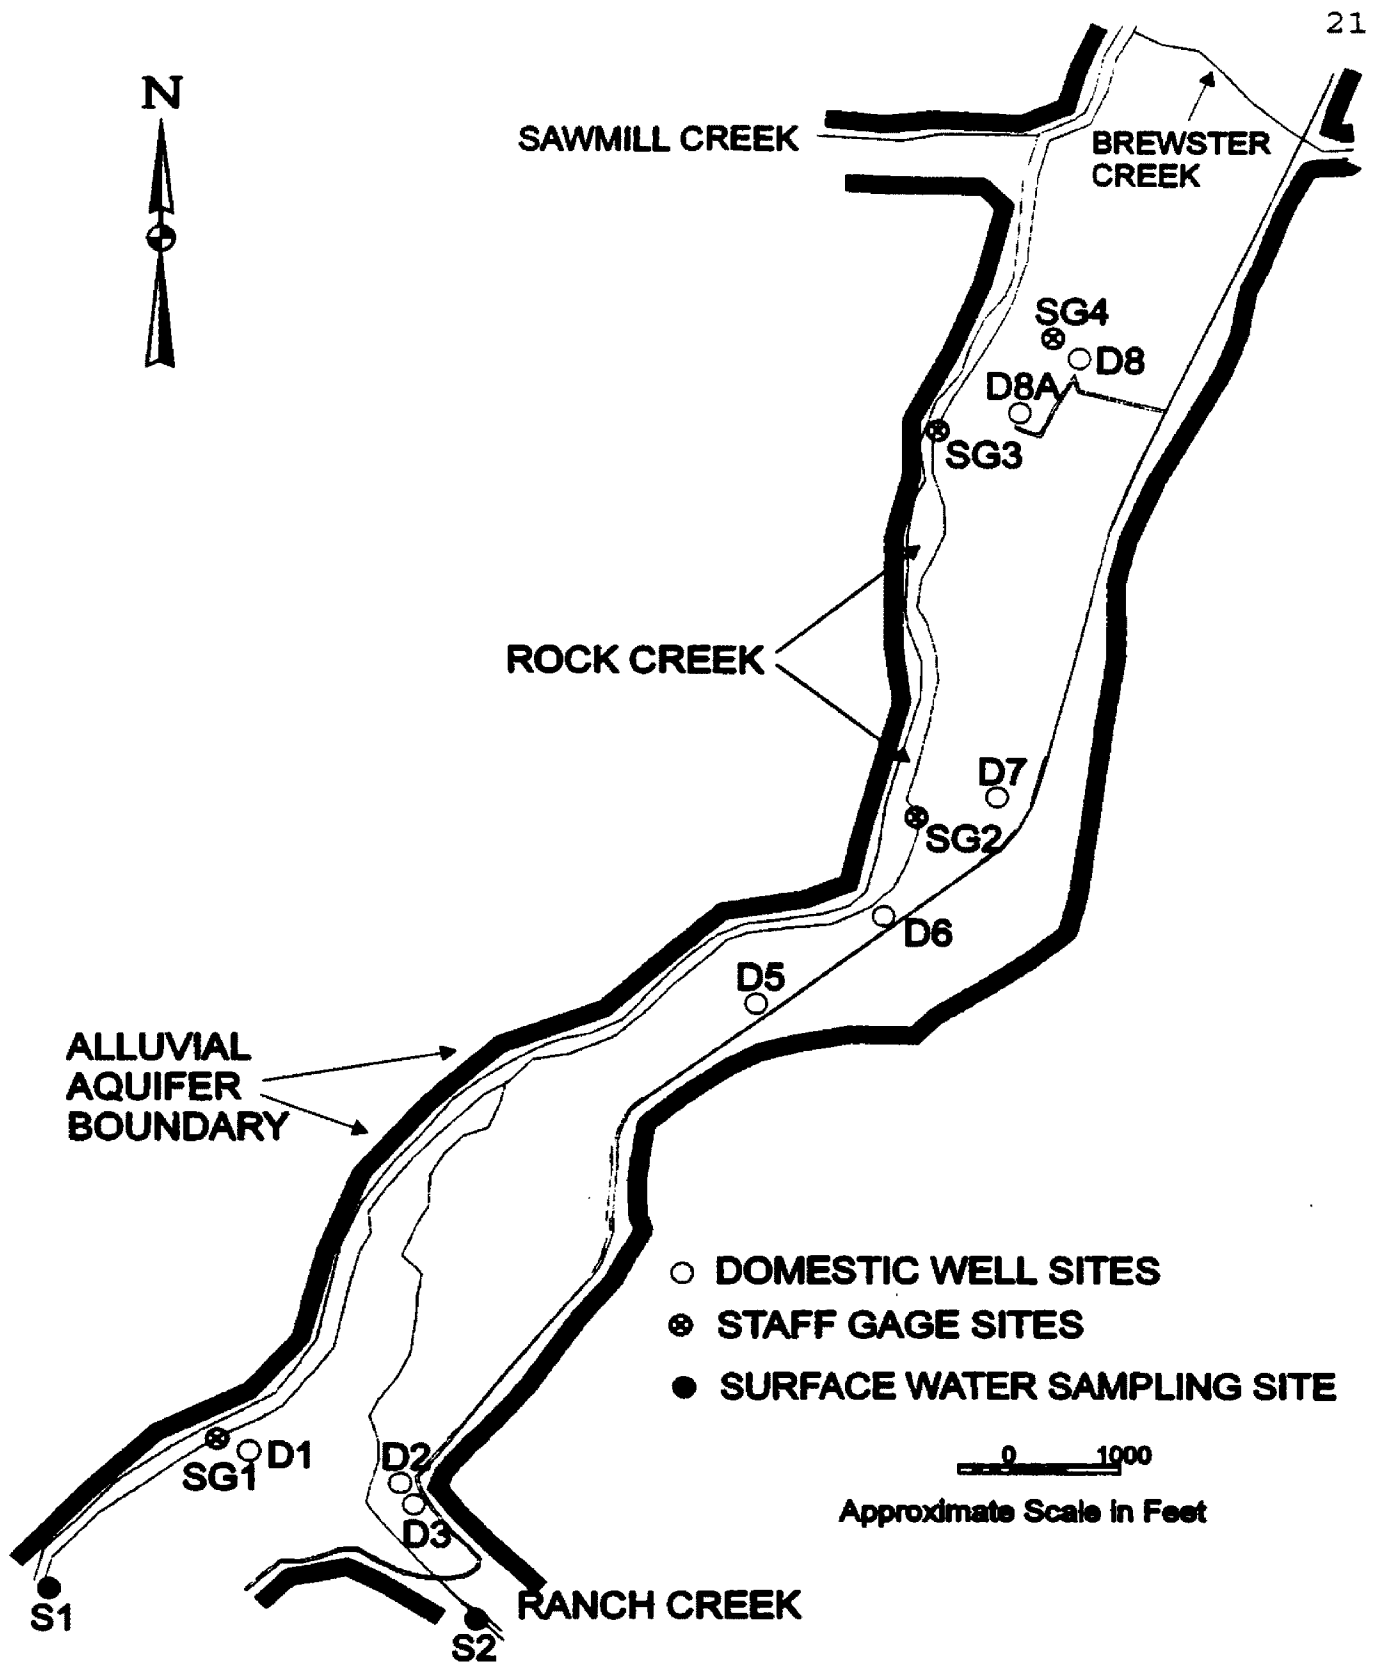 21
N
SAWMILL CREEK
BREWSTER
CREEK
SG4
D8
D8A
SG3
ROCK CREEK
D7
SG2
D6
D5
ALLUVIAL
AQUIFER
BOUNDARY
DOMESTIC WELL SITES
STAFF GAGE SITES
SURFACE WATER SAMPLING SITE
D1
SG1
D2
D3
0 1000
Approximate Scale in Feet
RANCH CREEK
S1
S2